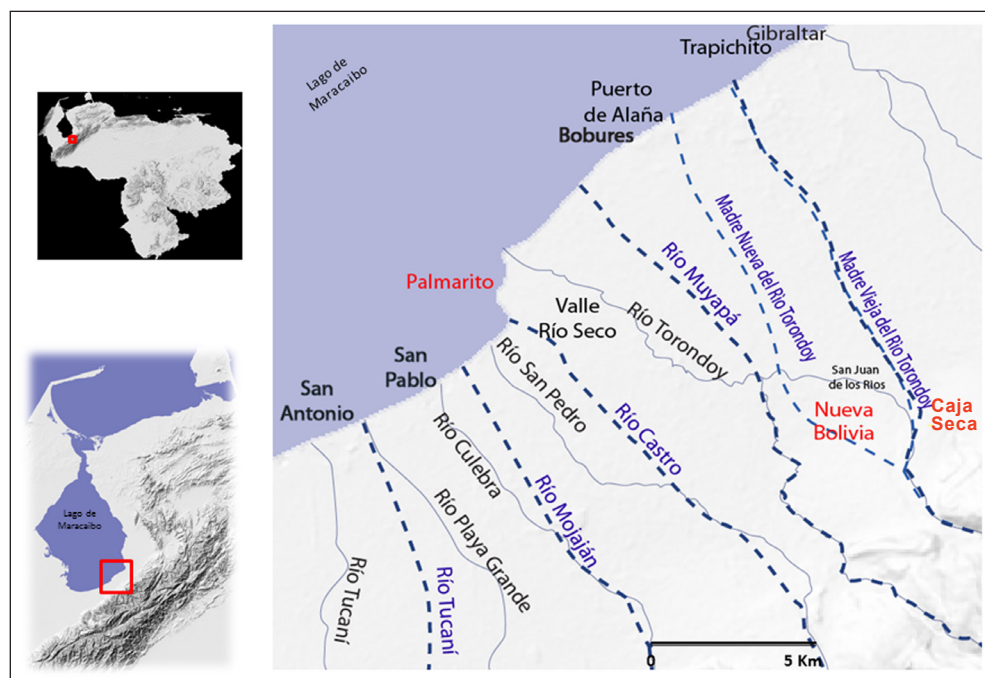 Lago de
Maracaibo
Lago de
Maracaibo
Gibraltar
Trapichito
Puerto
de Alaña
Bobures
Palmarito
Valle
Río Seco
San
Pablo
San
Antonio
Madre Nueva del Rio Torondoy
Madre Vieja del Rio Torondoy
Río Muyapá
Río Torondoy
San Juan
de los Rios
Nueva
Bolivia
Caja
Seca
Río San Pedro
Río Castro
Río Culebra
Río Mojaján
Río Playa Grande
Río Tucaní
Río Tucaní
0
5 Km